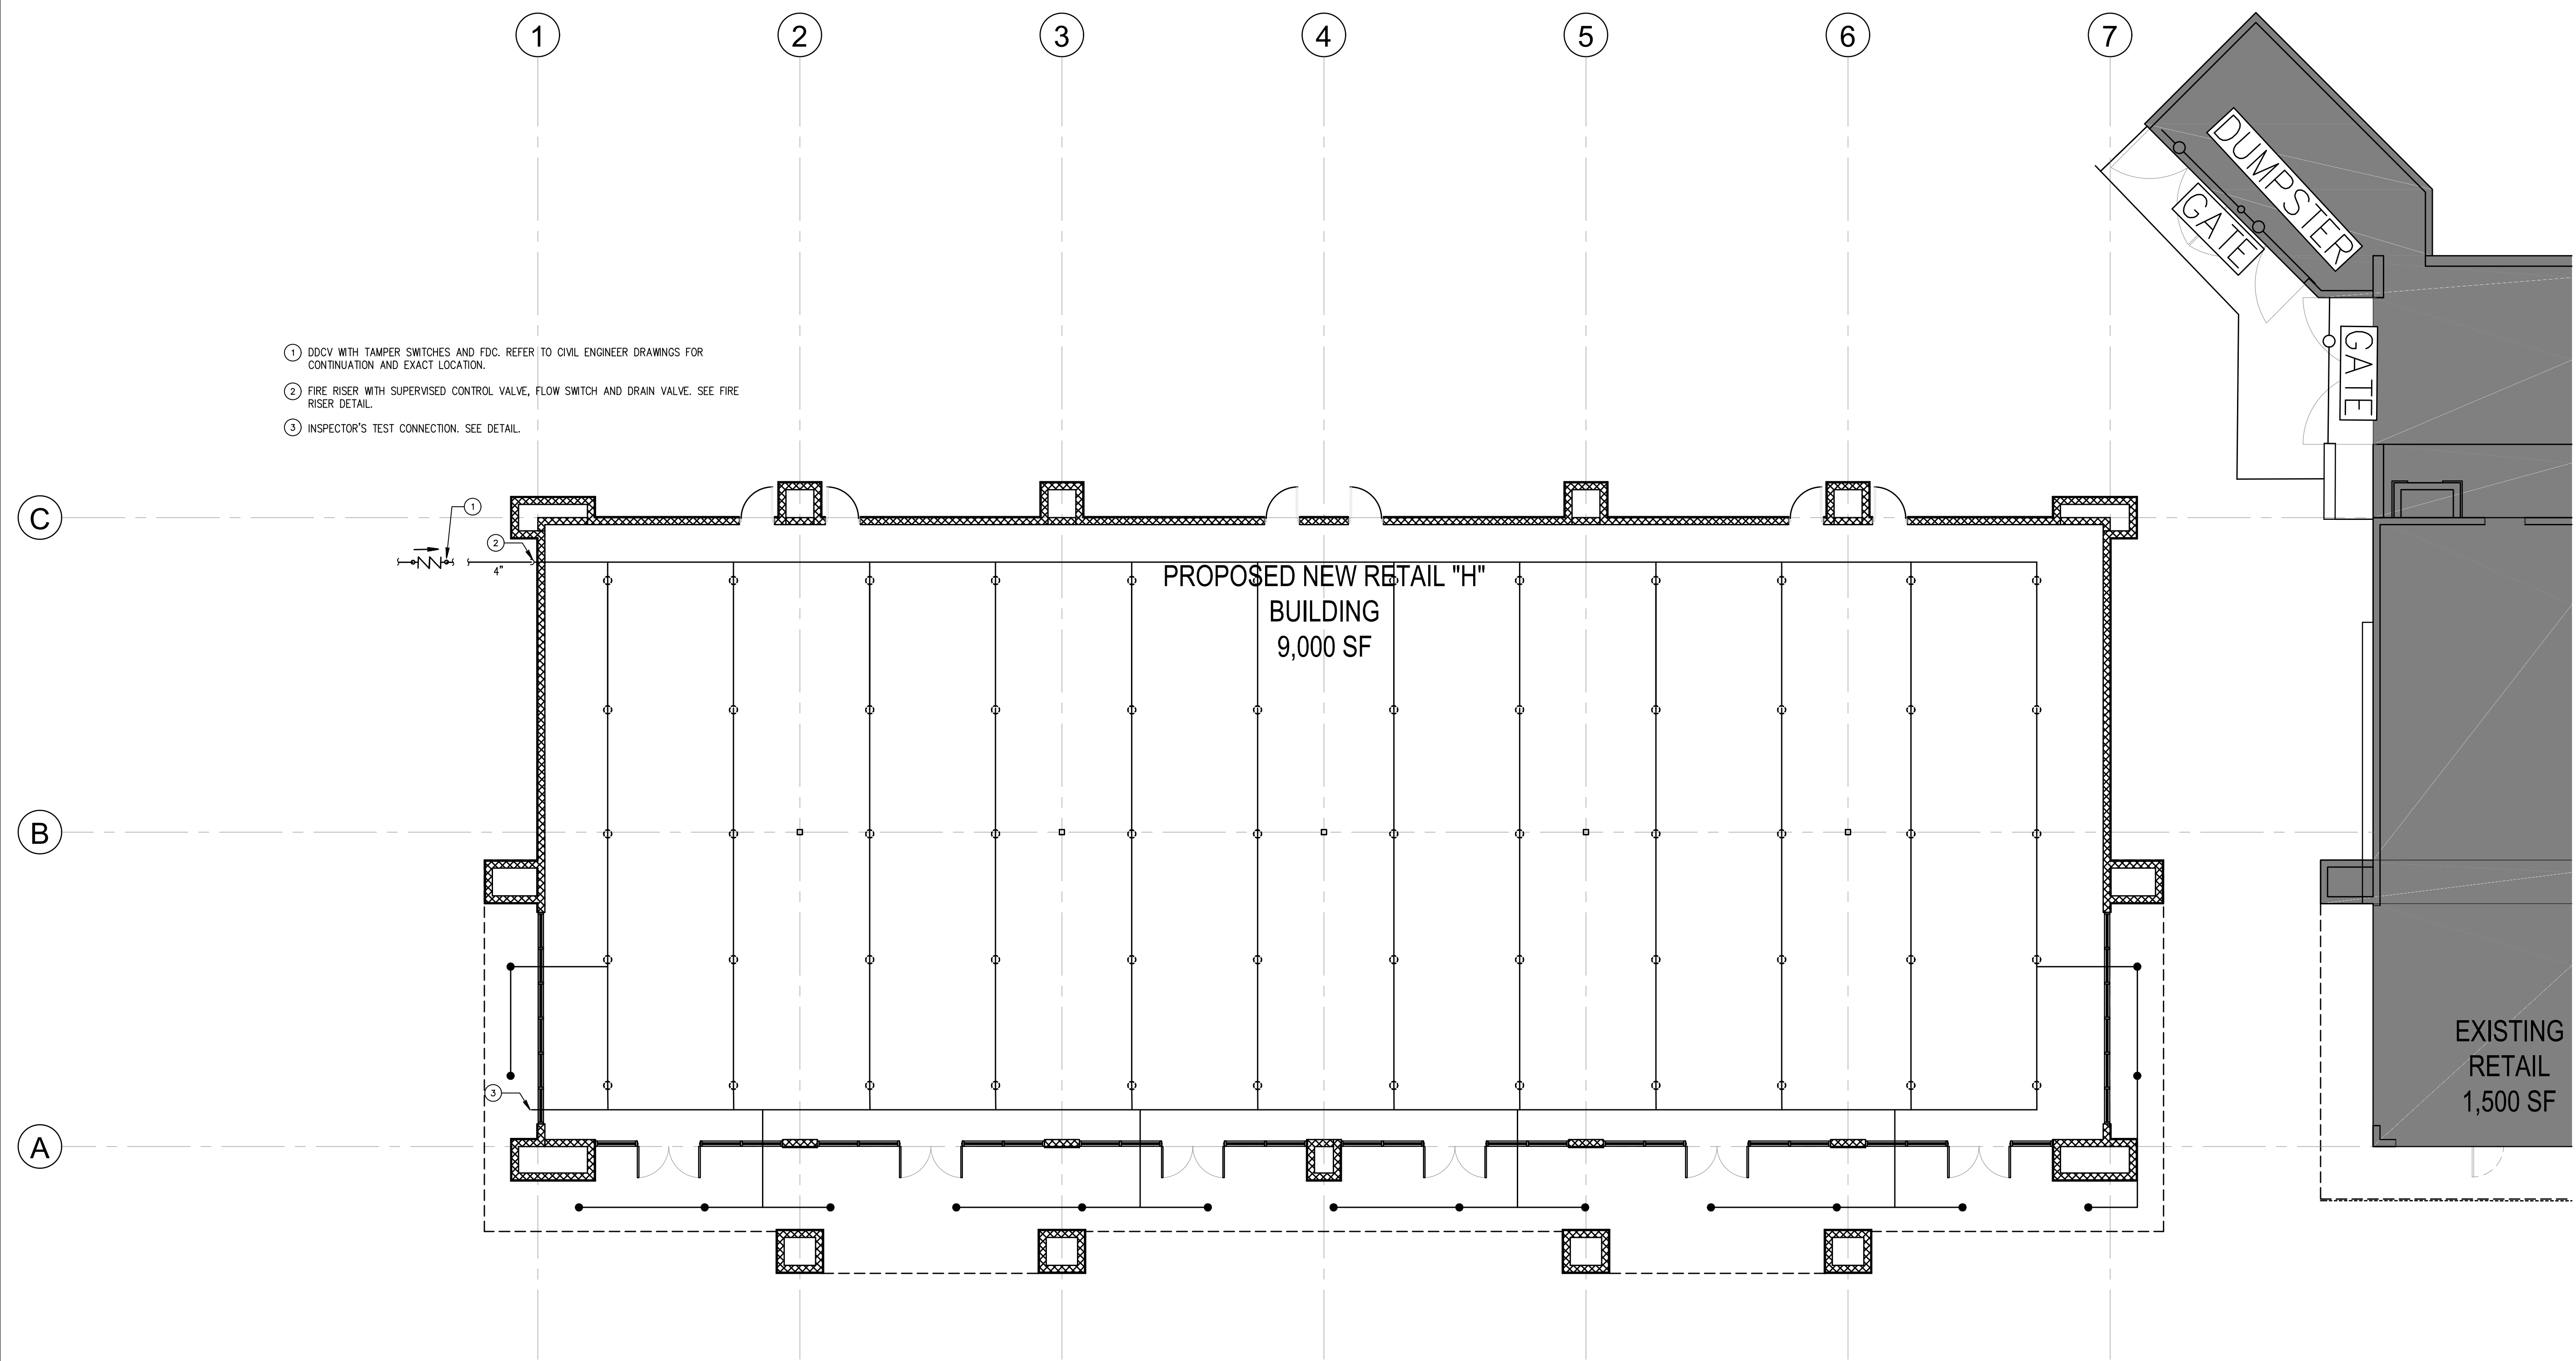 1 2 3 4 5 6 7
DUMPSTER
GATE
GATE
1 DDCV WITH TAMPER SWITCHES AND FDC. REFER TO CIVIL ENGINEER DRAWINGS FOR
CONTINUATION AND EXACT LOCATION.
2 FIRE RISER WITH SUPERVISED CONTROL VALVE, FLOW SWITCH AND DRAIN VALVE. SEE FIRE
RISER DETAIL.
3 INSPECTOR'S TEST CONNECTION. SEE DETAIL.
C
1
2
4"
PROPOSED NEW RETAIL "H"
BUILDING
9,000 SF
B
EXISTING
RETAIL
1,500 SF
3
A